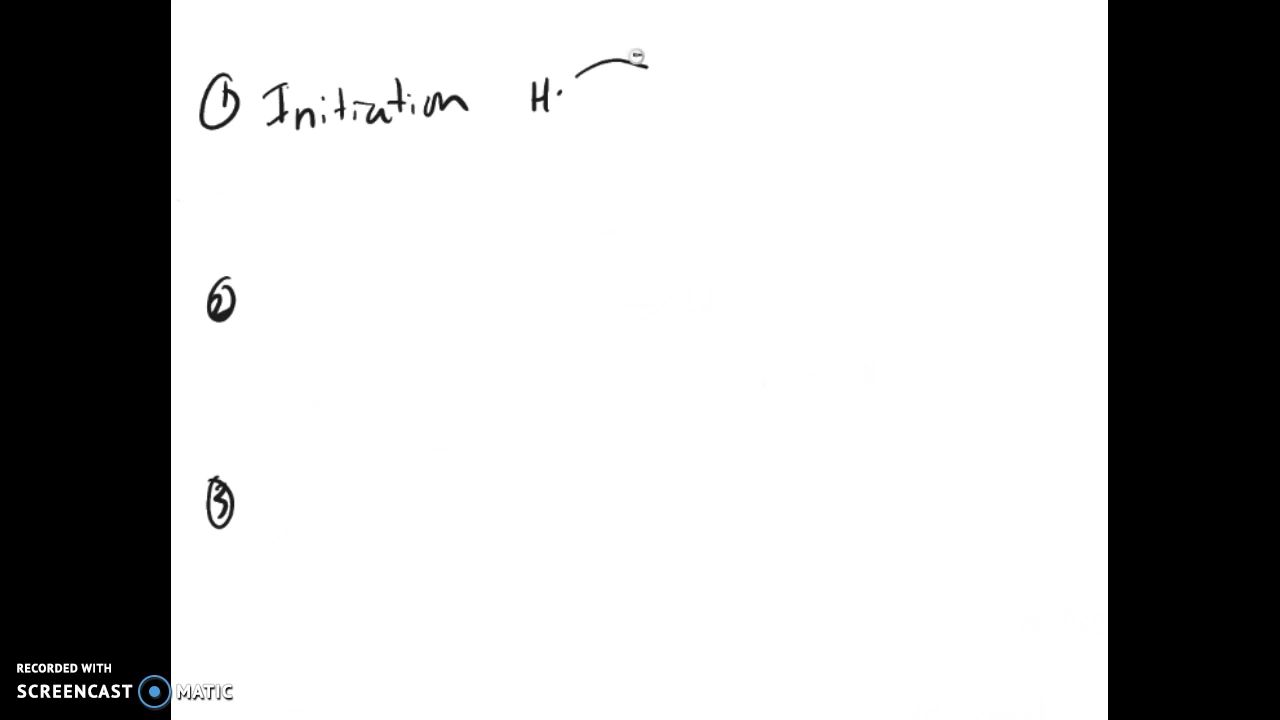 ① Initiation H·
②
③
RECORDED WITH
SCREENCAST MATIC